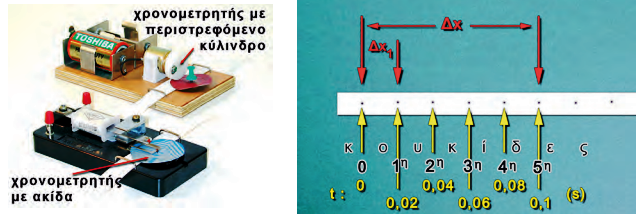 χρονομετρητής με
περιστρεφόμενο
κύλινδρο
TOSHIBA
χρονομετρητής
με ακίδα
Δx
Δx₁
κ ο υ κ ί δ ε ς
0 1η 2η 3η 4η 5η
t : 0 0,02 0,04 0,06 0,08 0,1 (s)